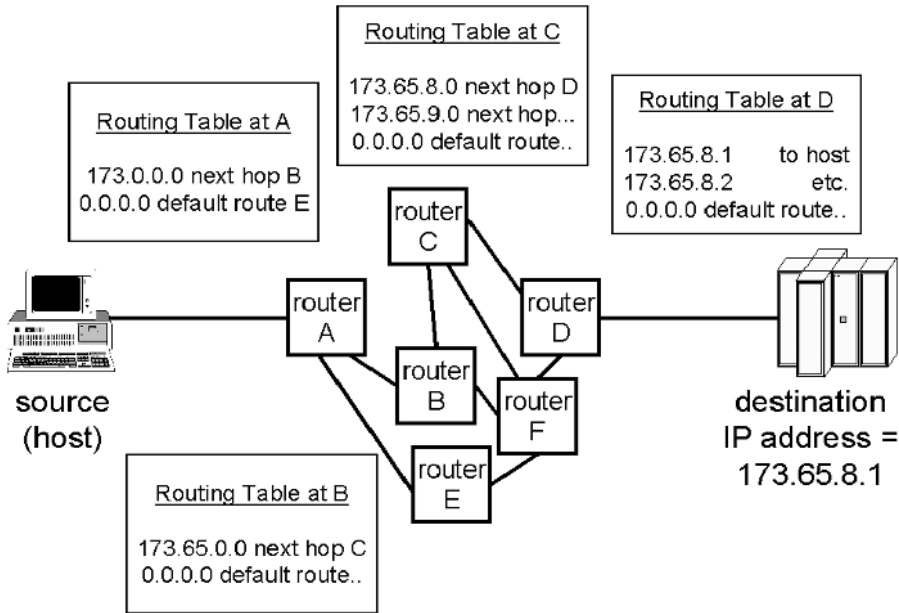 Routing Table at C
173.65.8.0 next hop D
173.65.9.0 next hop...
0.0.0.0 default route..
Routing Table at A
173.0.0.0 next hop B
0.0.0.0 default route E
Routing Table at D
173.65.8.1 to host
173.65.8.2 etc.
0.0.0.0 default route..
router
C
router
A
router
D
router
B
router
F
router
E
source
(host)
destination
IP address =
173.65.8.1
Routing Table at B
173.65.0.0 next hop C
0.0.0.0 default route..